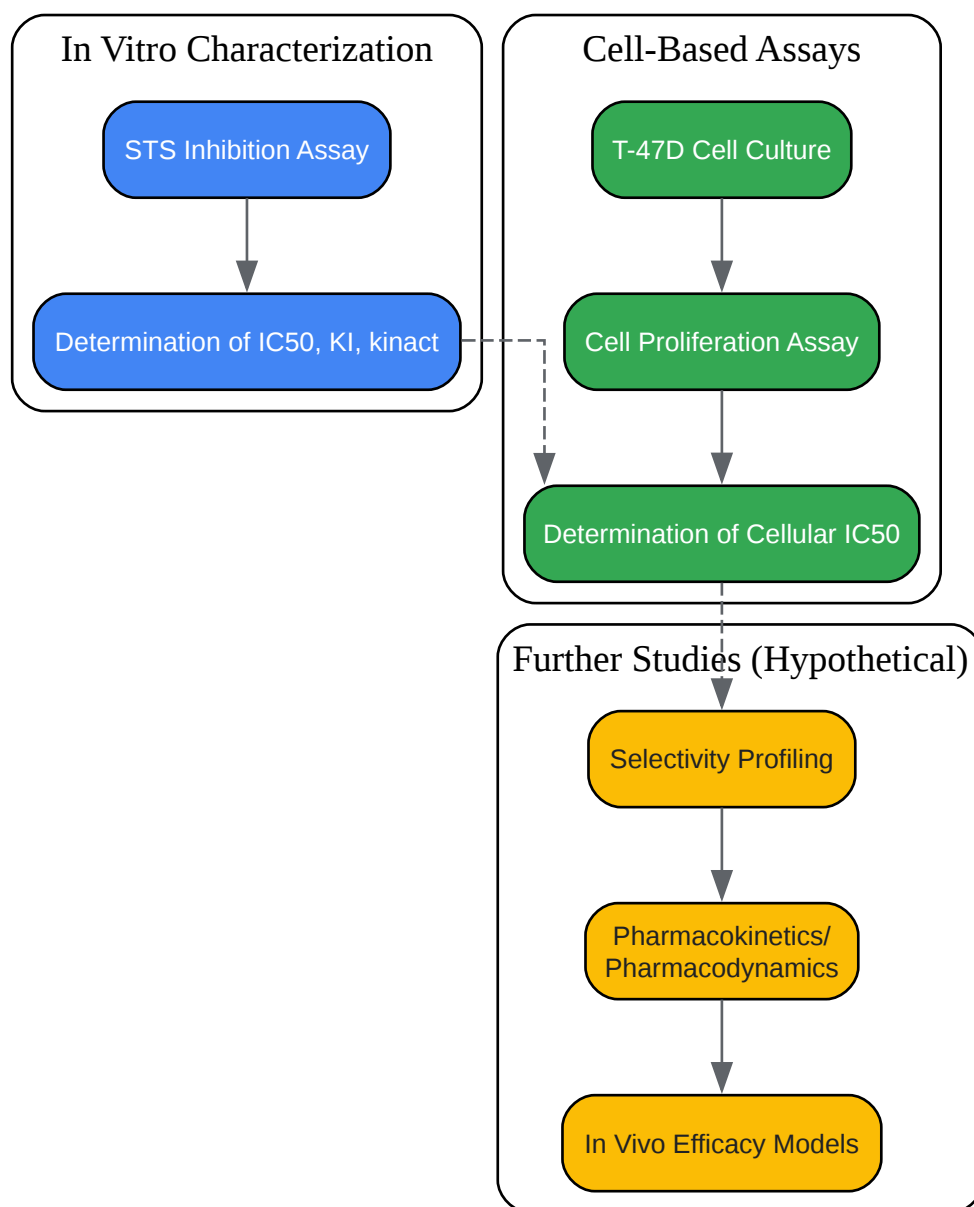 In Vitro Characterization
STS Inhibition Assay
Determination of IC50, KI, kinact
Cell-Based Assays
T-47D Cell Culture
Cell Proliferation Assay
Determination of Cellular IC50
Further Studies (Hypothetical)
Selectivity Profiling
Pharmacokinetics/
Pharmacodynamics
In Vivo Efficacy Models